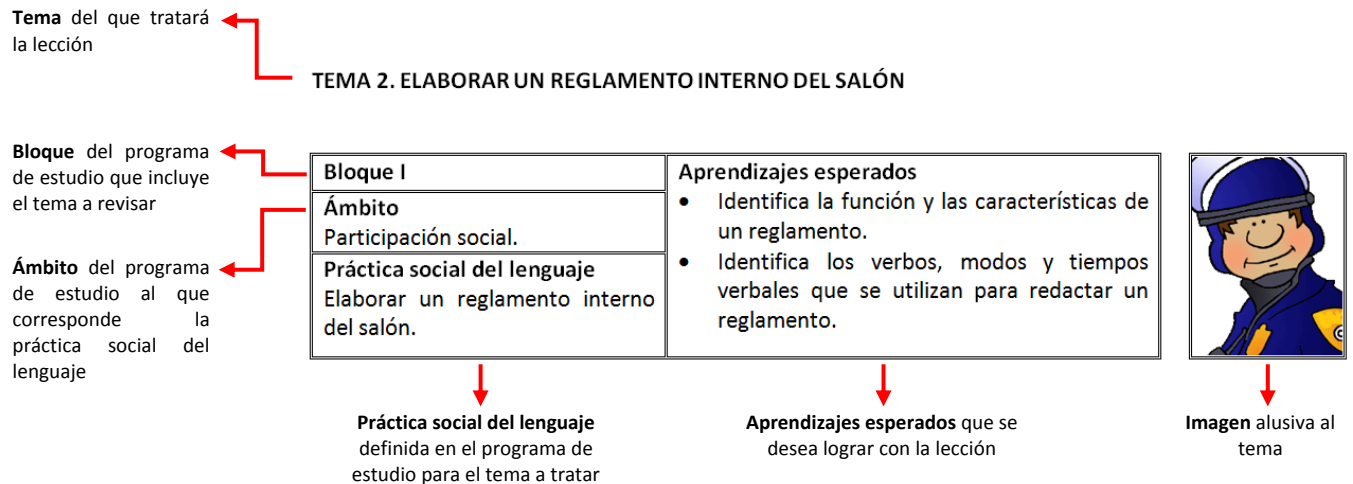 Tema del que tratará
la lección
TEMA 2. ELABORAR UN REGLAMENTO INTERNO DEL SALÓN
Bloque del programa
de estudio que incluye
el tema a revisar
Ámbito del programa
de estudio al que
corresponde la
práctica social del
lenguaje
Bloque I
Ámbito
Participación social.
Práctica social del lenguaje
Elaborar un reglamento interno
del salón.
Aprendizajes esperados
• Identifica la función y las características de
un reglamento.
• Identifica los verbos, modos y tiempos
verbales que se utilizan para redactar un
reglamento.
Práctica social del lenguaje
definida en el programa de
estudio para el tema a tratar
Aprendizajes esperados que se
desea lograr con la lección
Imagen alusiva al
tema